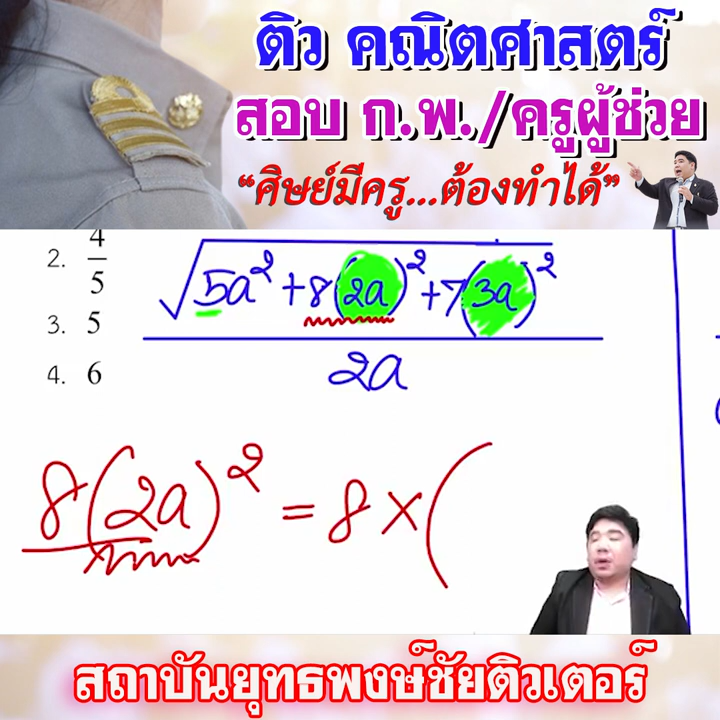 ติว คณิตศาสตร์
สอบ ก.พ./ครูผู้ช่วย
“ศิษย์มีครู...ต้องทำได้”
2. 4/5
3. 5
4. 6
√(5a² + 8(2a)² + 7(3a)²)
2a
8(2a)² = 8 × (
สถาบันยุทธพงษ์ชัยติวเตอร์